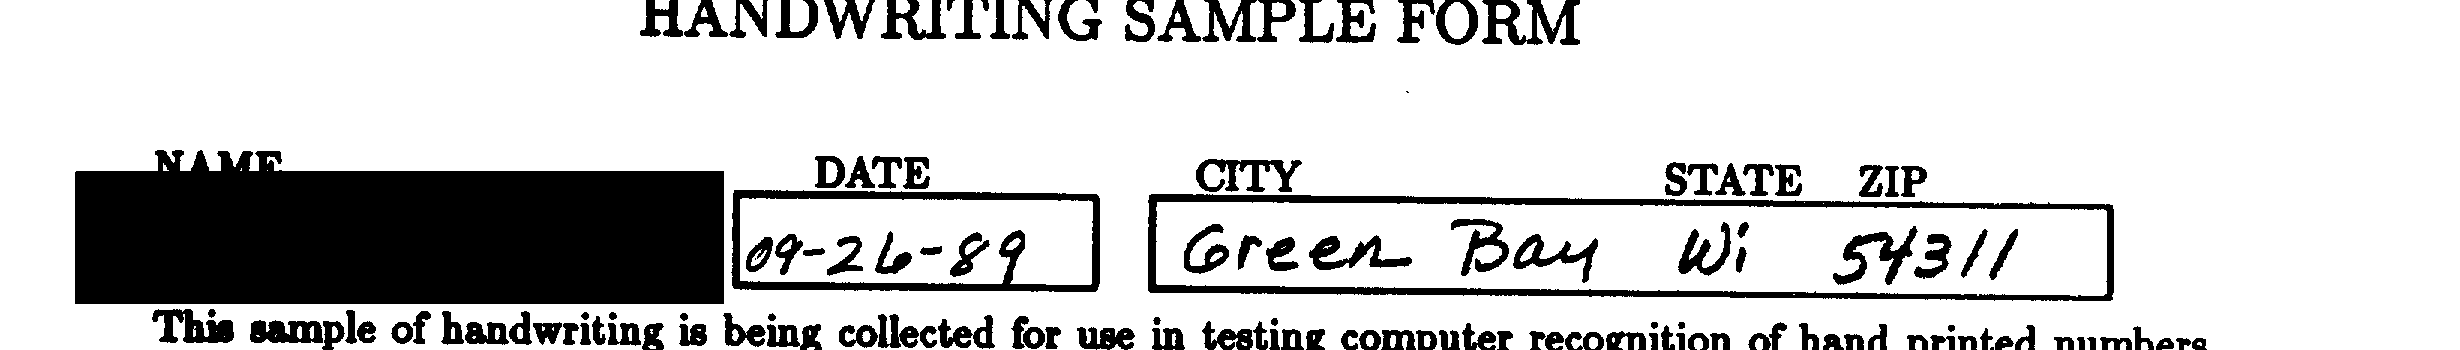 HANDWRITING SAMPLE FORM
NAME DATE CITY STATE ZIP
09-26-89 Green Bay Wi 54311
This sample of handwriting is being collected for use in testing computer recognition of hand printed numbers